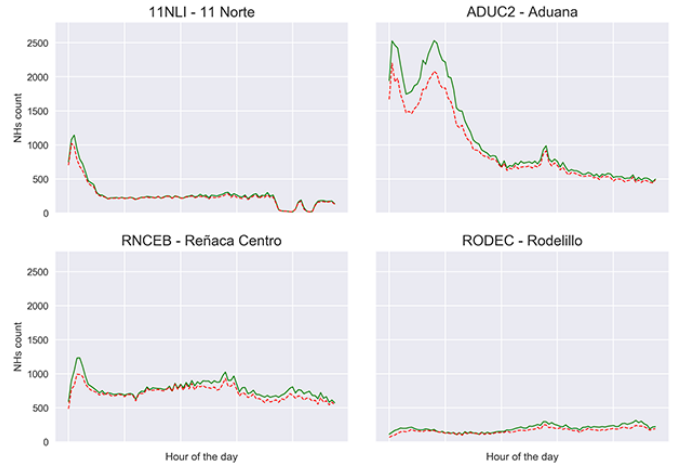 11NLI - 11 Norte
ADUC2 - Aduana
NHs count
2500
2000
1500
1000
500
0
RNCEB - Reñaca Centro
RODEC - Rodelillo
NHs count
2500
2000
1500
1000
500
0
Hour of the day
Hour of the day